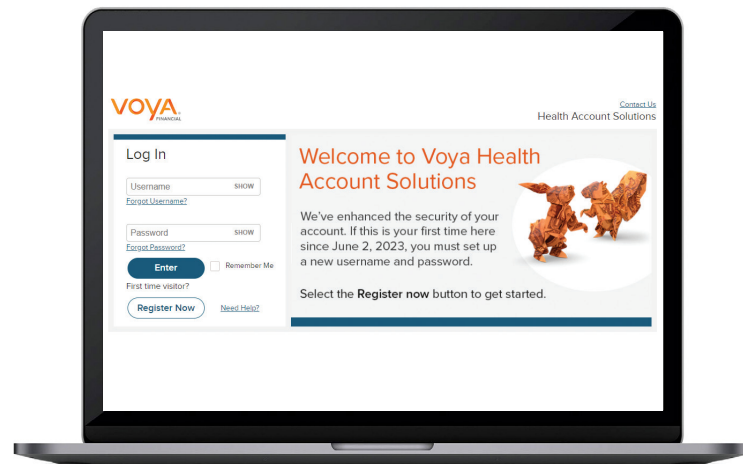 VOYA
FINANCIAL
Contact Us
Health Account Solutions
Log In
Username SHOW
Forgot Username?
Password SHOW
Forgot Password?
Enter Remember Me
First time visitor?
Register Now Need Help?
Welcome to Voya Health
Account Solutions
We've enhanced the security of your
account. If this is your first time here
since June 2, 2023, you must set up
a new username and password.
Select the Register now button to get started.